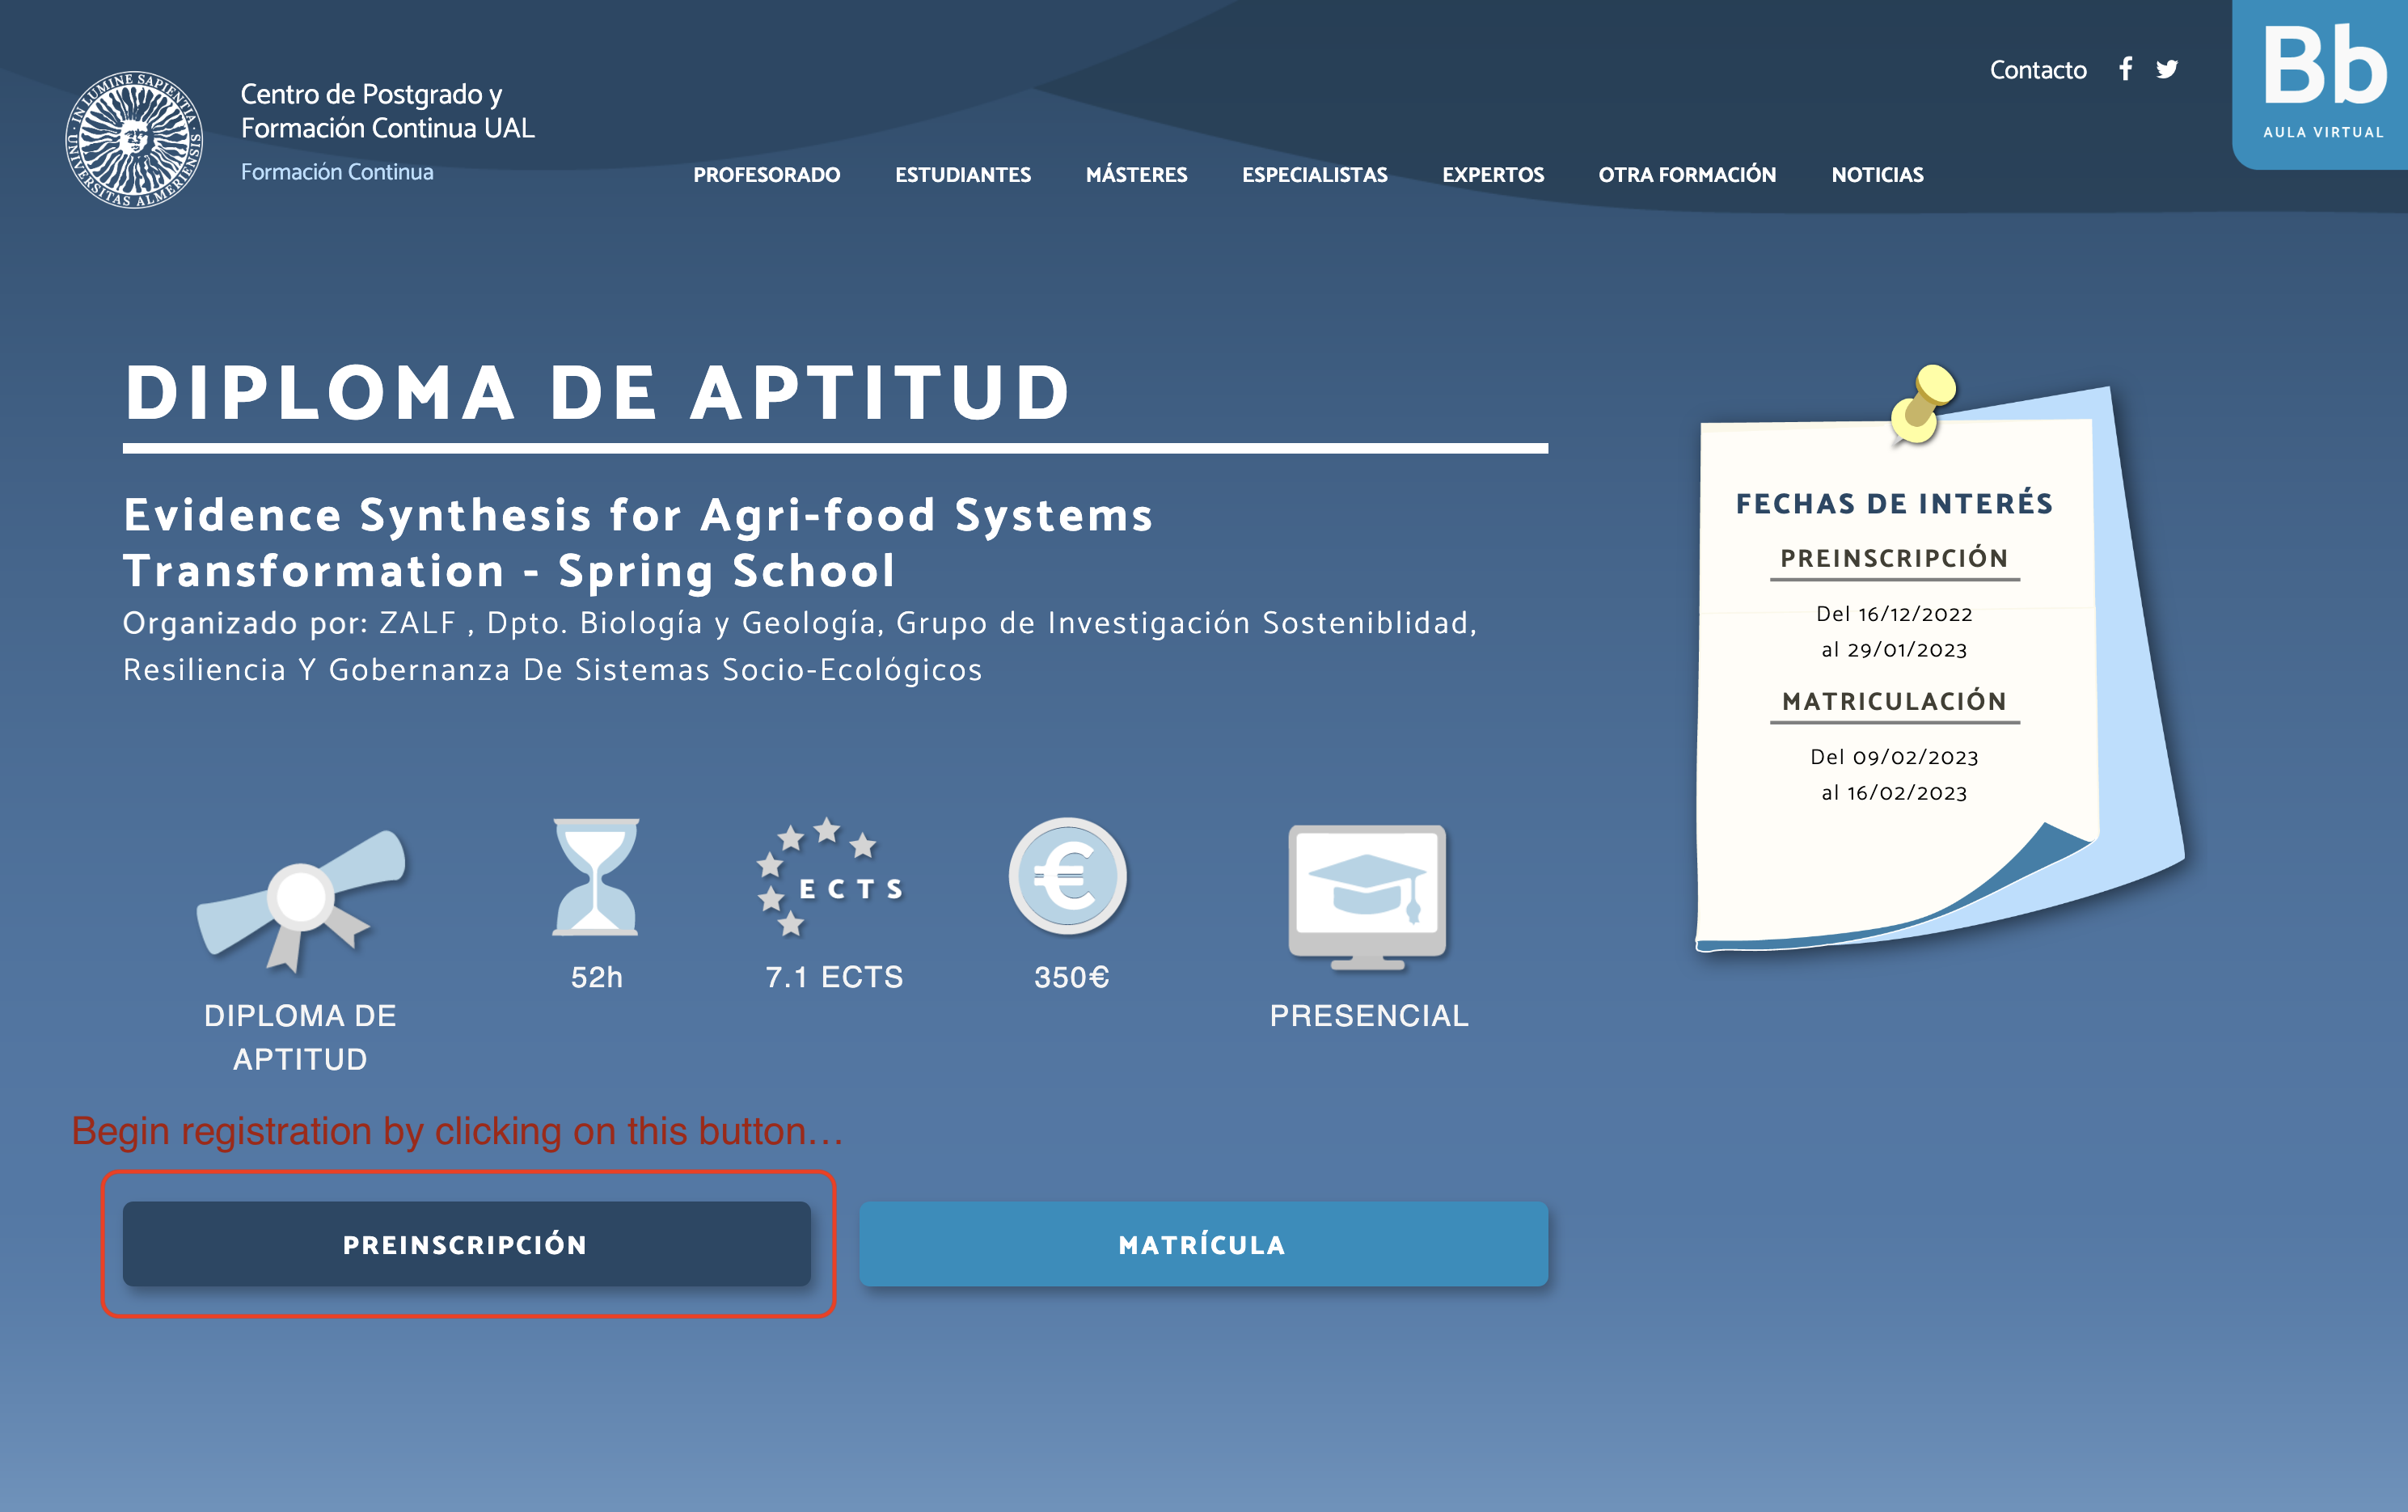 IN LUMINE SAPIENTIA
UNIVERSITAS ALMERIENSIS
Centro de Postgrado y
Formación Continua UAL
Formación Continua
Contacto
Bb
AULA VIRTUAL
PROFESORADO ESTUDIANTES MÁSTERES ESPECIALISTAS EXPERTOS OTRA FORMACIÓN NOTICIAS
DIPLOMA DE APTITUD
Evidence Synthesis for Agri-food Systems
Transformation - Spring School
Organizado por: ZALF , Dpto. Biología y Geología, Grupo de Investigación Sosteniblidad,
Resiliencia Y Gobernanza De Sistemas Socio-Ecológicos
FECHAS DE INTERÉS
PREINSCRIPCIÓN
Del 16/12/2022
al 29/01/2023
MATRICULACIÓN
Del 09/02/2023
al 16/02/2023
ECTS
€
52h 7.1 ECTS 350€
DIPLOMA DE
APTITUD
PRESENCIAL
Begin registration by clicking on this button...
PREINSCRIPCIÓN MATRÍCULA